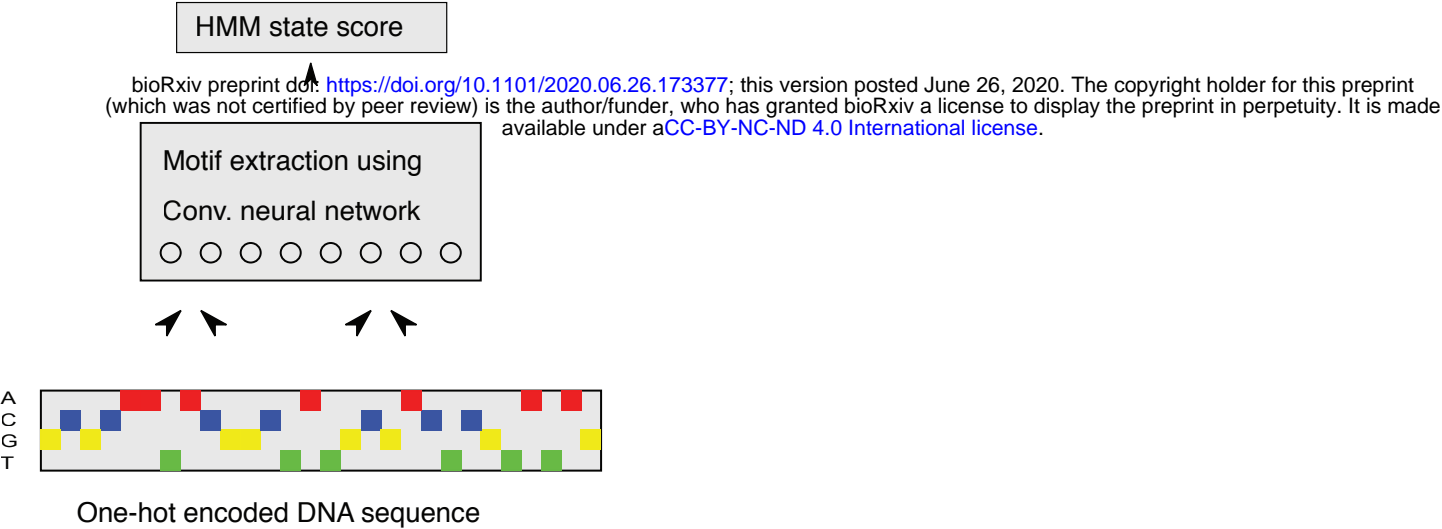 HMM state score
bioRxiv preprint doi: https://doi.org/10.1101/2020.06.26.173377; this version posted June 26, 2020. The copyright holder for this preprint
(which was not certified by peer review) is the author/funder, who has granted bioRxiv a license to display the preprint in perpetuity. It is made
available under aCC-BY-NC-ND 4.0 International license.
Motif extraction using
Conv. neural network
A
C
G
T
One-hot encoded DNA sequence